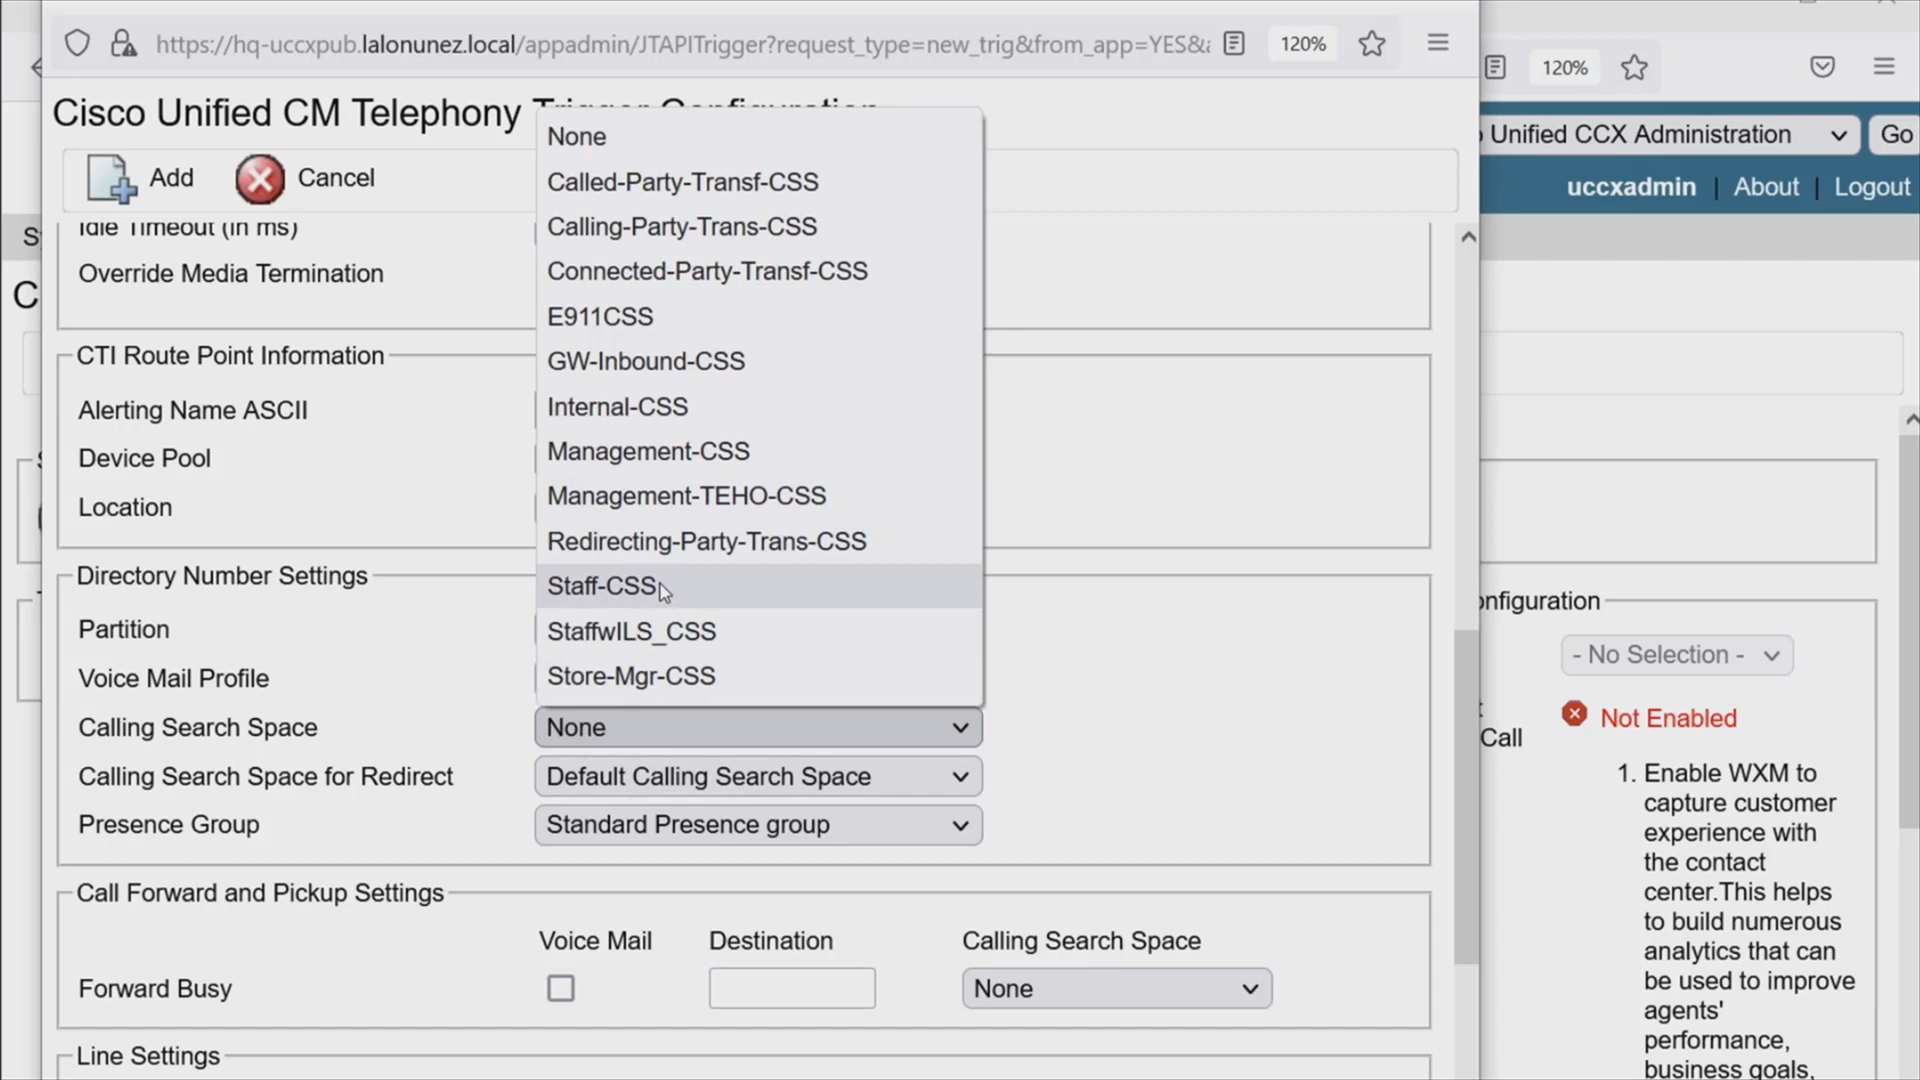 https://hq-uccxpub.lalonunez.local/appadmin/JTAPITrigger?request_type=new_trig&from_app=YES&
120%
120%
Cisco Unified CM Telephony Trigger Configuration
Unified CCX Administration
Go
Add
Cancel
uccxadmin | About | Logout
Idle Timeout (in ms)
Override Media Termination
CTI Route Point Information
Alerting Name ASCII
Device Pool
Location
None
Called-Party-Transf-CSS
Calling-Party-Trans-CSS
Connected-Party-Transf-CSS
E911CSS
GW-Inbound-CSS
Internal-CSS
Management-CSS
Management-TEHO-CSS
Redirecting-Party-Trans-CSS
Staff-CSS
StaffwILS_CSS
Store-Mgr-CSS
Directory Number Settings
Partition
Voice Mail Profile
Calling Search Space
None
Calling Search Space for Redirect
Default Calling Search Space
Presence Group
Standard Presence group
Call Forward and Pickup Settings
Voice Mail
Destination
Calling Search Space
Forward Busy
None
Line Settings
nfiguration
- No Selection -
Call
Not Enabled
1. Enable WXM to
capture customer
experience with
the contact
center.This helps
to build numerous
analytics that can
be used to improve
agents'
performance,
business goals,